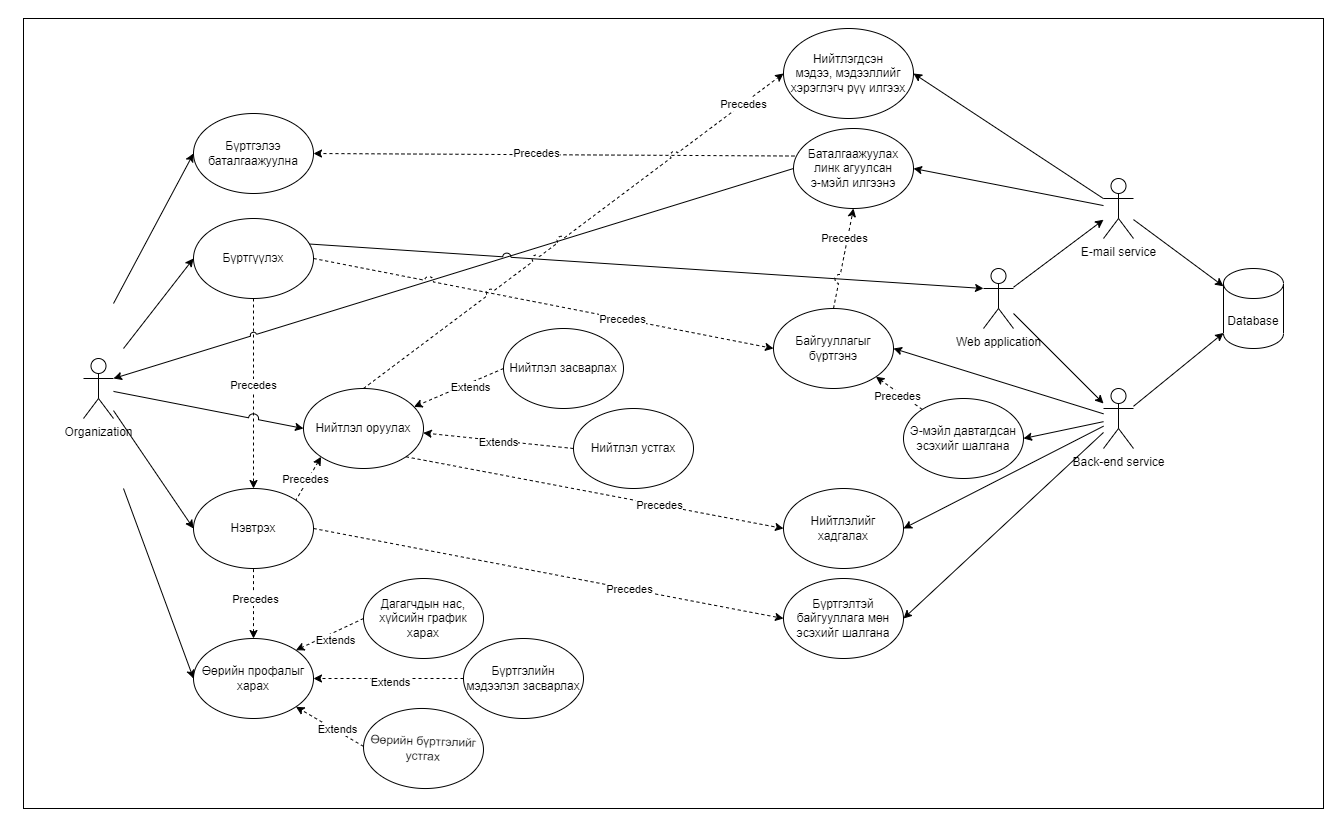 Нийтлэгдсэн
мэдээ, мэдээллийг
хэрэглэгч рүү илгээх
Precedes
Бүртгэлээ
баталгаажуулна
Precedes
Баталгаажуулах
линк агуулсан
э-мэйл илгээнэ
E-mail service
Precedes
Бүртгүүлэх
Database
Precedes
Web application
Байгууллагыг
бүртгэнэ
Нийтлэл засварлах
Extends
Precedes
Precedes
Organization
Нийтлэл оруулах
Extends
Нийтлэл устгах
Э-мэйл давтагдсан
эсэхийг шалгана
Back-end service
Precedes
Precedes
Нэвтрэх
Нийтлэлийг
хадгалах
Precedes
Precedes
Дагагчдын нас,
хүйсийн график
харах
Extends
Бүртгэлтэй
байгууллага мөн
эсэхийг шалгана
Өөрийн профалыг
харах
Extends
Бүртгэлийн
мэдээлэл засварлах
Extends
Өөрийн бүртгэлийг
устгах